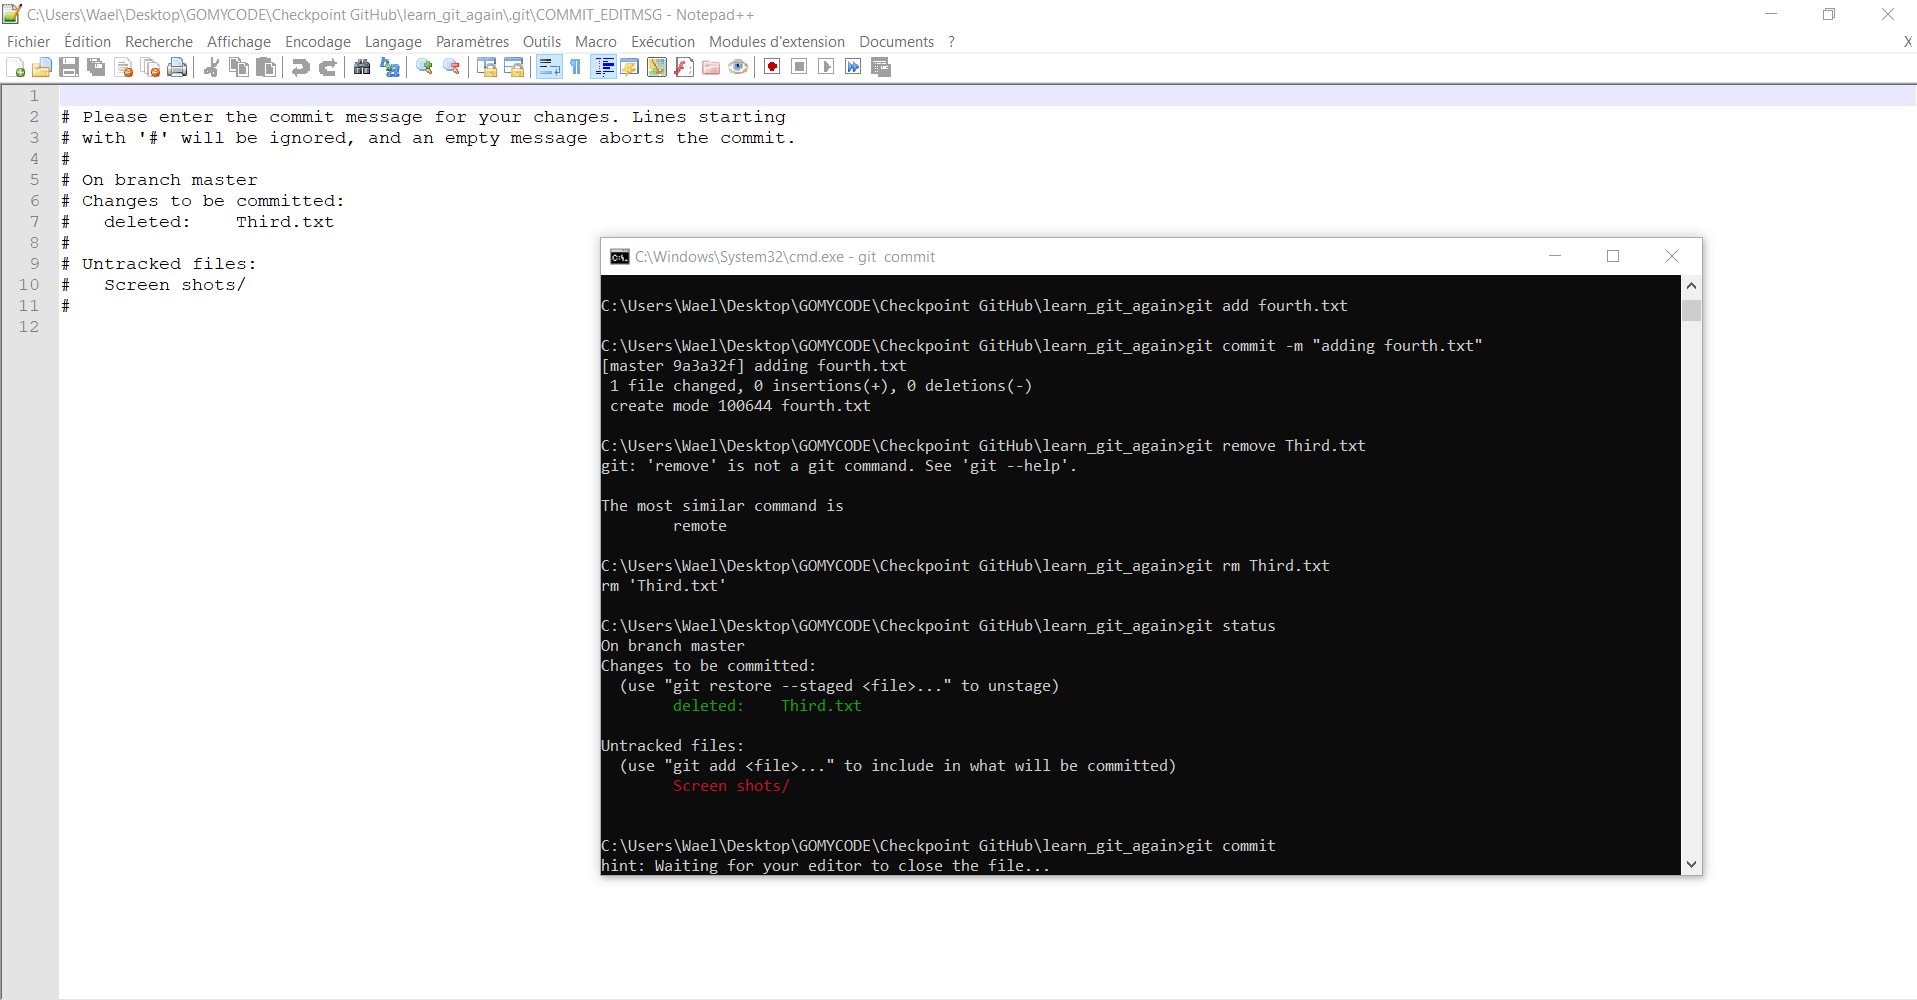 C:\Users\Wael\Desktop\GOMYCODE\Checkpoint GitHub\learn_git_again\.git\COMMIT_EDITMSG - Notepad++
Fichier Édition Recherche Affichage Encodage Langage Paramètres Outils Macro Exécution Modules d'extension Documents ? X
1
2 # Please enter the commit message for your changes. Lines starting
3 # with '#' will be ignored, and an empty message aborts the commit.
4 #
5 # On branch master
6 # Changes to be committed:
7 # deleted: Third.txt
8 #
9 # Untracked files:
10 # Screen shots/
11 #
12
C:\Windows\System32\cmd.exe - git commit
C:\Users\Wael\Desktop\GOMYCODE\Checkpoint GitHub\learn_git_again>git add fourth.txt
C:\Users\Wael\Desktop\GOMYCODE\Checkpoint GitHub\learn_git_again>git commit -m "adding fourth.txt"
[master 9a3a32f] adding fourth.txt
1 file changed, 0 insertions(+), 0 deletions(-)
create mode 100644 fourth.txt
C:\Users\Wael\Desktop\GOMYCODE\Checkpoint GitHub\learn_git_again>git remove Third.txt
git: 'remove' is not a git command. See 'git --help'.
The most similar command is
remote
C:\Users\Wael\Desktop\GOMYCODE\Checkpoint GitHub\learn_git_again>git rm Third.txt
rm 'Third.txt'
C:\Users\Wael\Desktop\GOMYCODE\Checkpoint GitHub\learn_git_again>git status
On branch master
Changes to be committed:
(use "git restore --staged <file>..." to unstage)
deleted: Third.txt
Untracked files:
(use "git add <file>..." to include in what will be committed)
Screen shots/
C:\Users\Wael\Desktop\GOMYCODE\Checkpoint GitHub\learn_git_again>git commit
hint: Waiting for your editor to close the file...